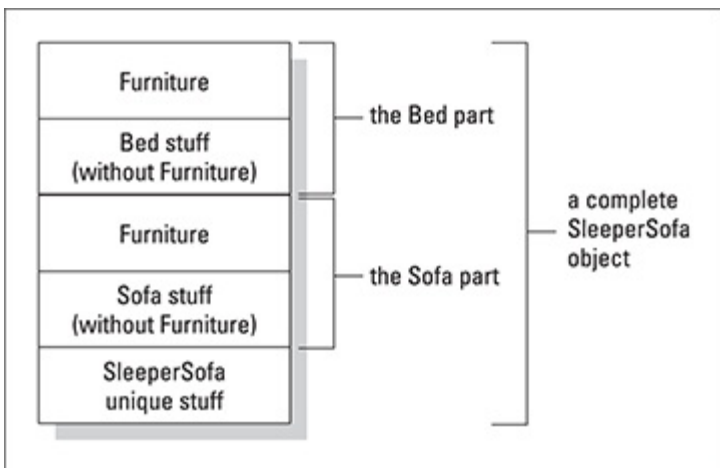 Furniture
Bed stuff
(without Furniture)
Furniture
Sofa stuff
(without Furniture)
SleeperSofa
unique stuff
the Bed part
the Sofa part
a complete
SleeperSofa
object